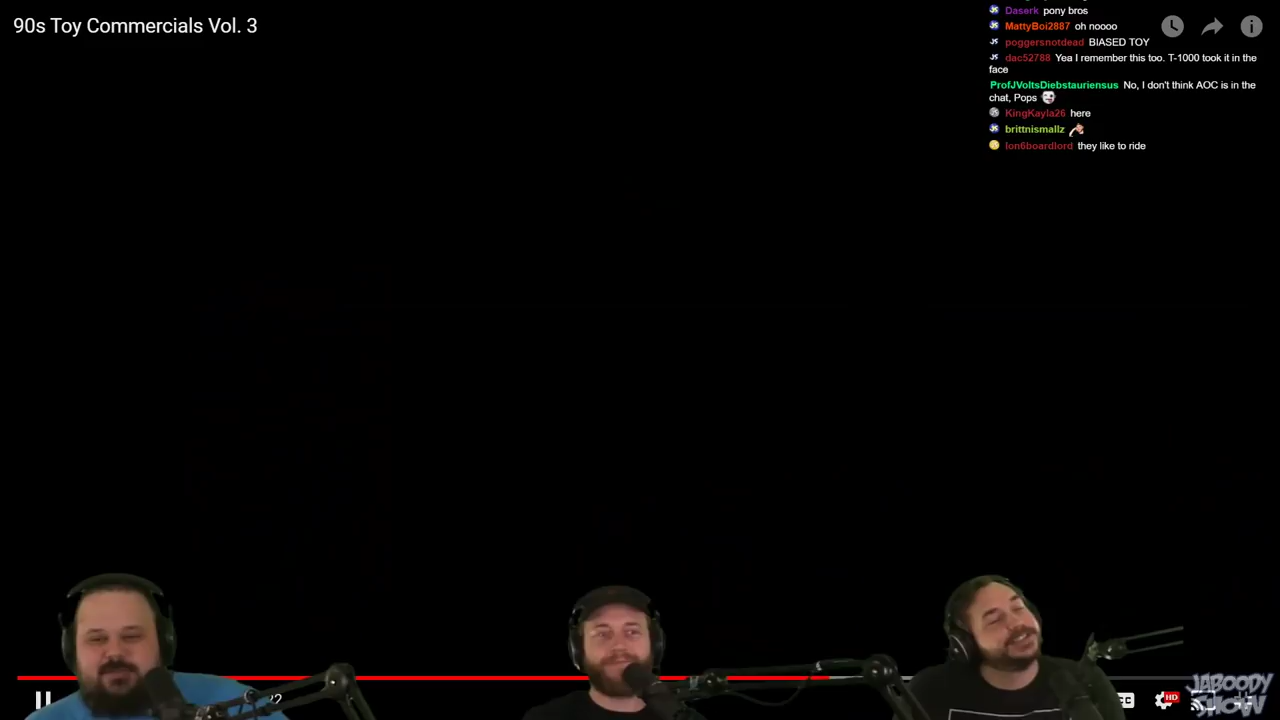 90s Toy Commercials Vol. 3
Daserk pony bros
MattyBoi2887 oh noooo
poggersnotdead BIASED TOY
dac52788 Yea I remember this too. T-1000 took it in the
face
ProfJVoltsDiebstauriensus No, I don't think AOC is in the
chat, Pops
KingKayla26 here
brittnismallz
lon6boardlord they like to ride
CC
HD
JABOODY
SHOW